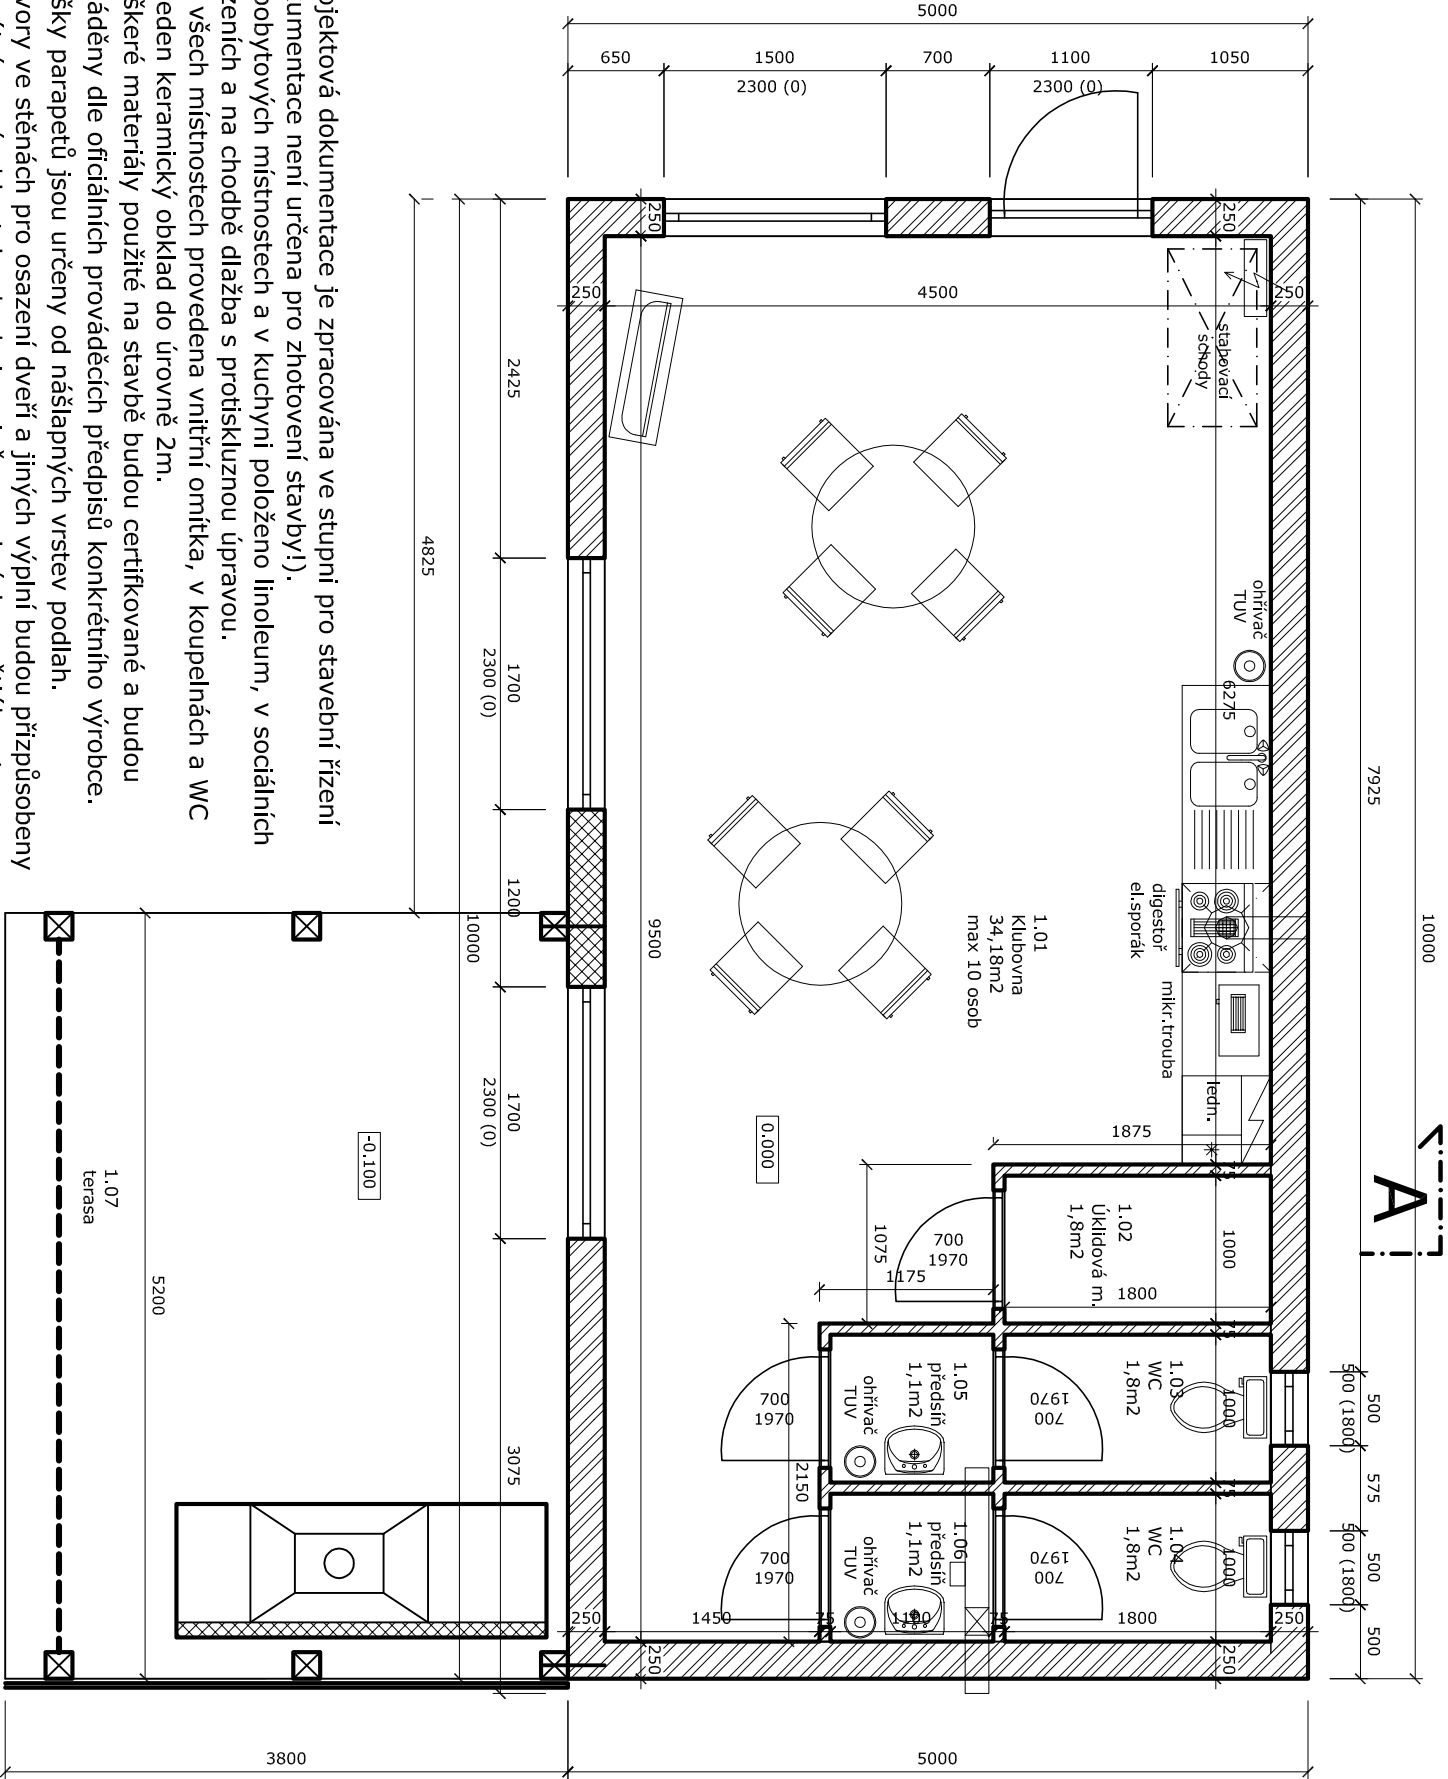 5000
650
1500
700
1100
1050
2300 (0)
2300 (0)
250
250
250
4500
250
stahovací
schody
2425
4825
1700
2300 (0)
1200
10000
9500
1700
2300 (0)
3075
ohřívač
TUV
6275
7925
10000
digestoř
el.sporák
mikr.trouba
ledn.
1.01
Klubovna
34,18m2
max 10 osob
0.000
-0.100
1.07
terasa
5200
A
1875
75
1.02
Úklidová m.
1,8m2
1000
1800
700
1970
1075
1175
75
1.03
WC
1,8m2
1000
700
1970
1.05
předsíň
1,1m2
ohřívač
TUV
700
1970
2150
75
1.04
WC
1,8m2
1000
700
1970
1.06
předsíň
1,1m2
ohřívač
TUV
700
1970
500
500 (1800)
575
500
500 (1800)
500
250
1450
75
1100
75
1800
250
250
250
3800
5000
ojektová dokumentace je zpracována ve stupni pro stavební řízení
umentace není určena pro zhotovení stavby!).
pobytových místnostech a v kuchyni položeno linoleum, v sociálních
zeních a na chodbě dlažba s protiskluznou úpravou.
všech místnostech provedena vnitřní omítka, v koupelnách a WC
eden keramický obklad do úrovně 2m.
škeré materiály použité na stavbě budou certifkované a budou
áděny dle oficiálních prováděcích předpisů konkrétního výrobce.
šky parapetů jsou určeny od nášlapných vrstev podlah.
vory ve stěnách pro osazení dveří a jiných výplní budou přizpůsobeny